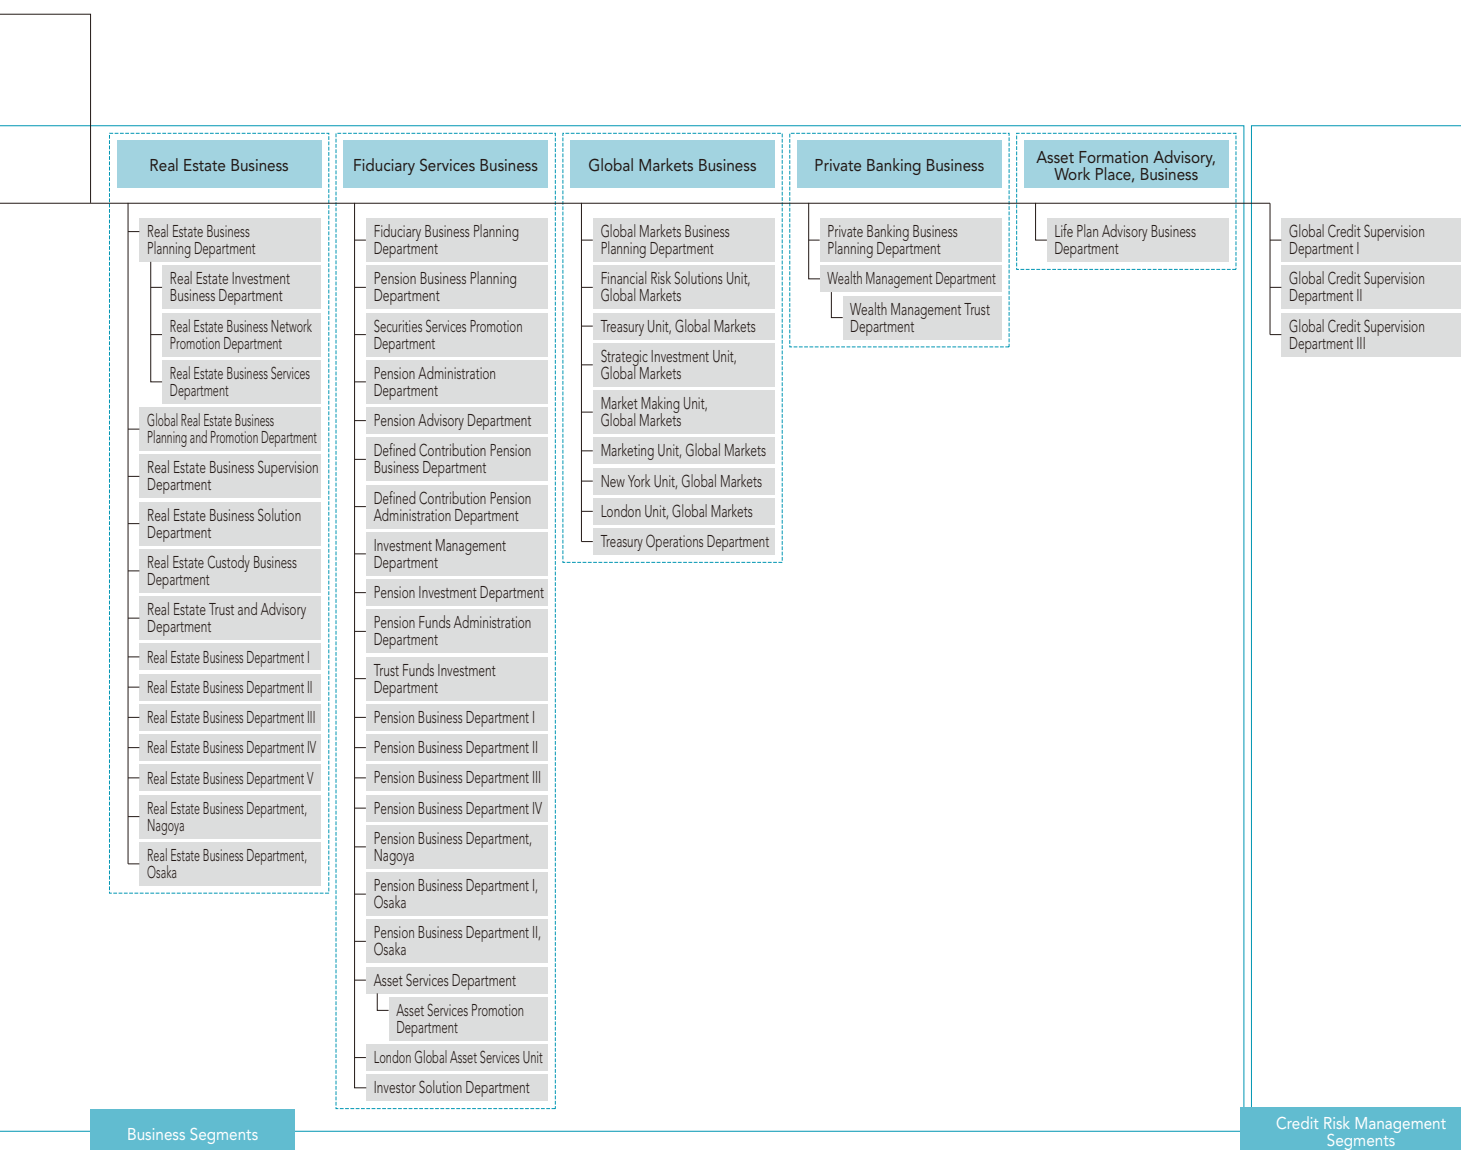 Real Estate Business
Real Estate Business
Planning Department
Real Estate Investment
Business Department
Real Estate Business Network
Promotion Department
Real Estate Business Services
Department
Global Real Estate Business
Planning and Promotion Department
Real Estate Business Supervision
Department
Real Estate Business Solution
Department
Real Estate Custody Business
Department
Real Estate Trust and Advisory
Department
Real Estate Business Department I
Real Estate Business Department II
Real Estate Business Department III
Real Estate Business Department IV
Real Estate Business Department V
Real Estate Business Department,
Nagoya
Real Estate Business Department,
Osaka
Fiduciary Services Business
Fiduciary Business Planning
Department
Pension Business Planning
Department
Securities Services Promotion
Department
Pension Administration
Department
Pension Advisory Department
Defined Contribution Pension
Business Department
Defined Contribution Pension
Administration Department
Investment Management
Department
Pension Investment Department
Pension Funds Administration
Department
Trust Funds Investment
Department
Pension Business Department I
Pension Business Department II
Pension Business Department III
Pension Business Department IV
Pension Business Department,
Nagoya
Pension Business Department I,
Osaka
Pension Business Department II,
Osaka
Asset Services Department
Asset Services Promotion
Department
London Global Asset Services Unit
Investor Solution Department
Global Markets Business
Global Markets Business
Planning Department
Financial Risk Solutions Unit,
Global Markets
Treasury Unit, Global Markets
Strategic Investment Unit,
Global Markets
Market Making Unit,
Global Markets
Marketing Unit, Global Markets
New York Unit, Global Markets
London Unit, Global Markets
Treasury Operations Department
Private Banking Business
Private Banking Business
Planning Department
Wealth Management Department
Wealth Management Trust
Department
Asset Formation Advisory,
Work Place, Business
Life Plan Advisory Business
Department
Global Credit Supervision
Department I
Global Credit Supervision
Department II
Global Credit Supervision
Department III
Business Segments
Credit Risk Management
Segments